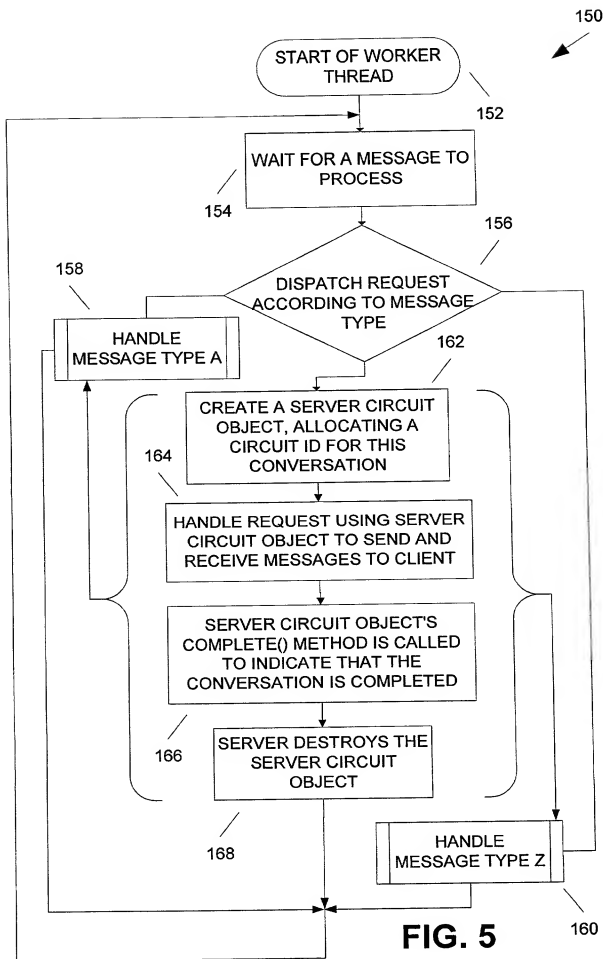 150
START OF WORKER
THREAD
152
WAIT FOR A MESSAGE TO
PROCESS
154
156
158
DISPATCH REQUEST
ACCORDING TO MESSAGE
TYPE
HANDLE
MESSAGE TYPE A
162
CREATE A SERVER CIRCUIT
OBJECT, ALLOCATING A
CIRCUIT ID FOR THIS
CONVERSATION
164
HANDLE REQUEST USING SERVER
CIRCUIT OBJECT TO SEND AND
RECEIVE MESSAGES TO CLIENT
SERVER CIRCUIT OBJECT'S
COMPLETE() METHOD IS CALLED
TO INDICATE THAT THE
CONVERSATION IS COMPLETED
166
SERVER DESTROYS THE
SERVER CIRCUIT
OBJECT
168
HANDLE
MESSAGE TYPE Z
160
FIG. 5